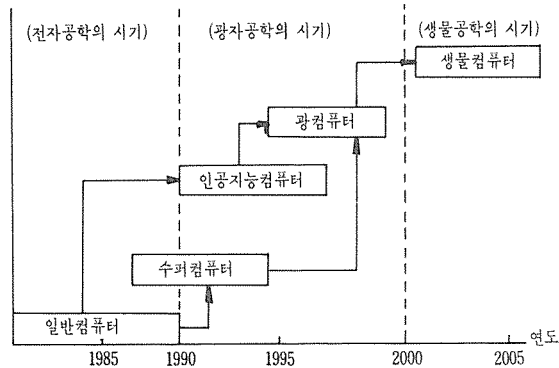 (전자공학의 시기) (광자공학의 시기) (생물공학의 시기)
생물컴퓨터
광컴퓨터
인공지능컴퓨터
수퍼컴퓨터
일반컴퓨터
연도
1985 1990 1995 2000 2005